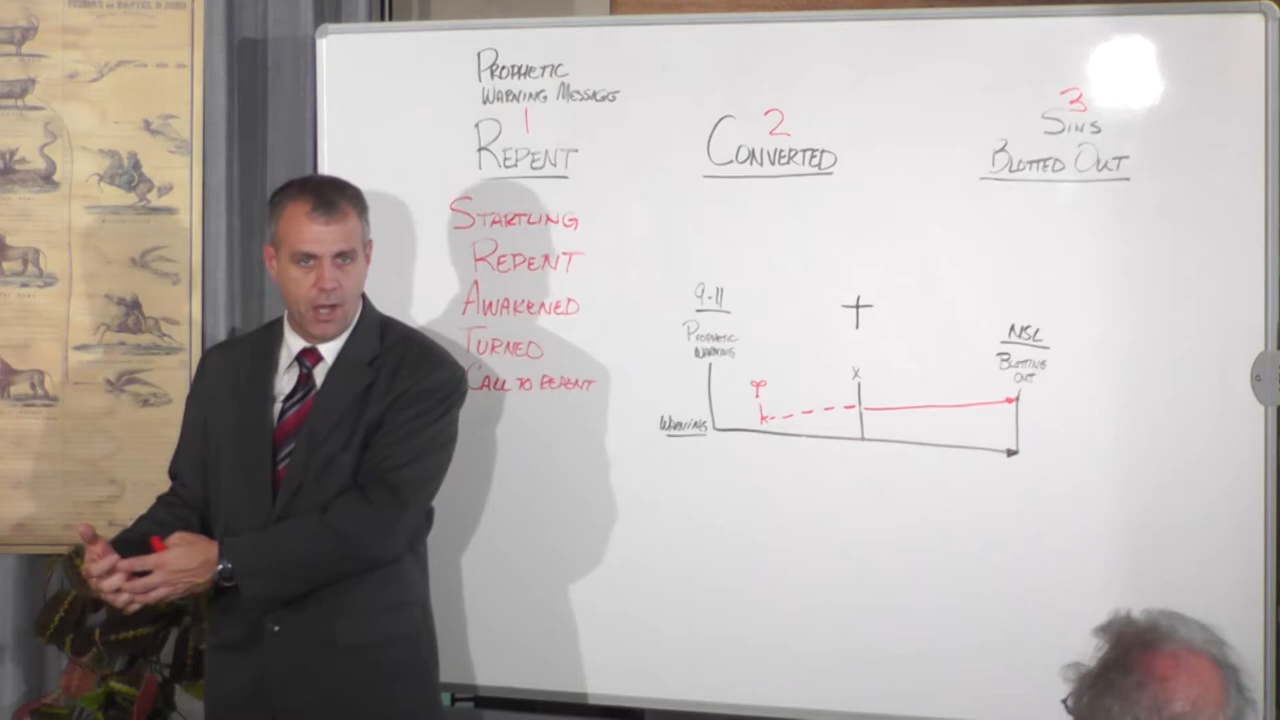 PROPHETIC
WARNING MESSAGE
1
REPENT
STARTLING
REPENT
AWAKENED
TURNED
CALL TO REPENT
2
CONVERTED
3
SINS
BLOTTED OUT
9-11
PROPHETIC
WARNING
WARNING
X
NSL
BLOTTING
OUT